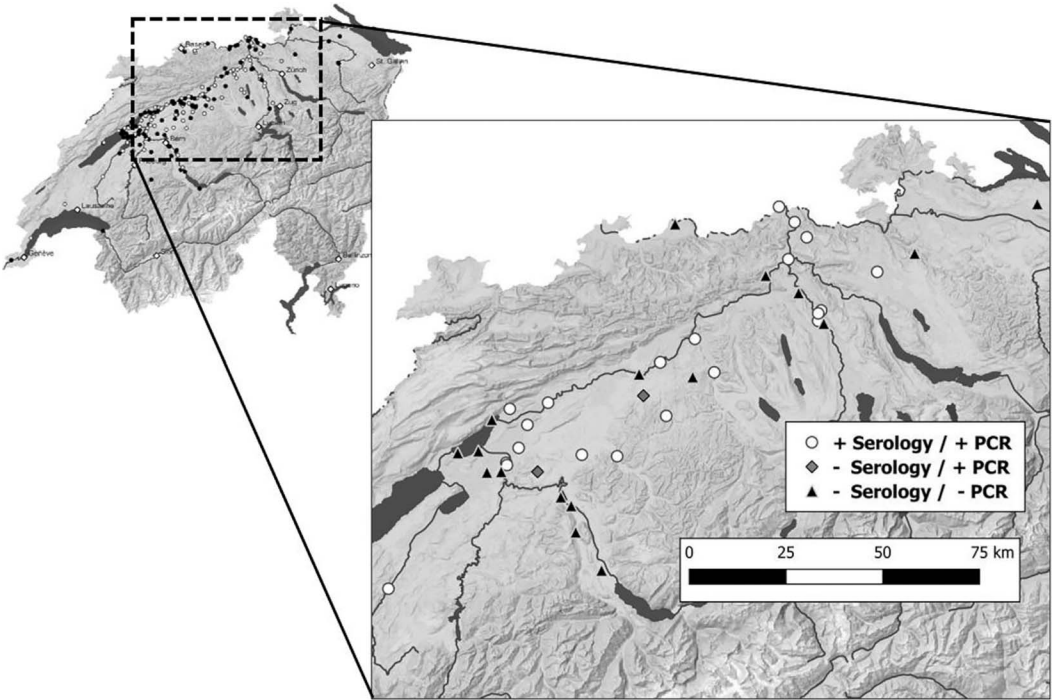 Basel
St. Gallen
Zürich
Zug
Bern
Lausanne
Genève
+ Serology / + PCR
- Serology / + PCR
- Serology / - PCR
0 25 50 75 km